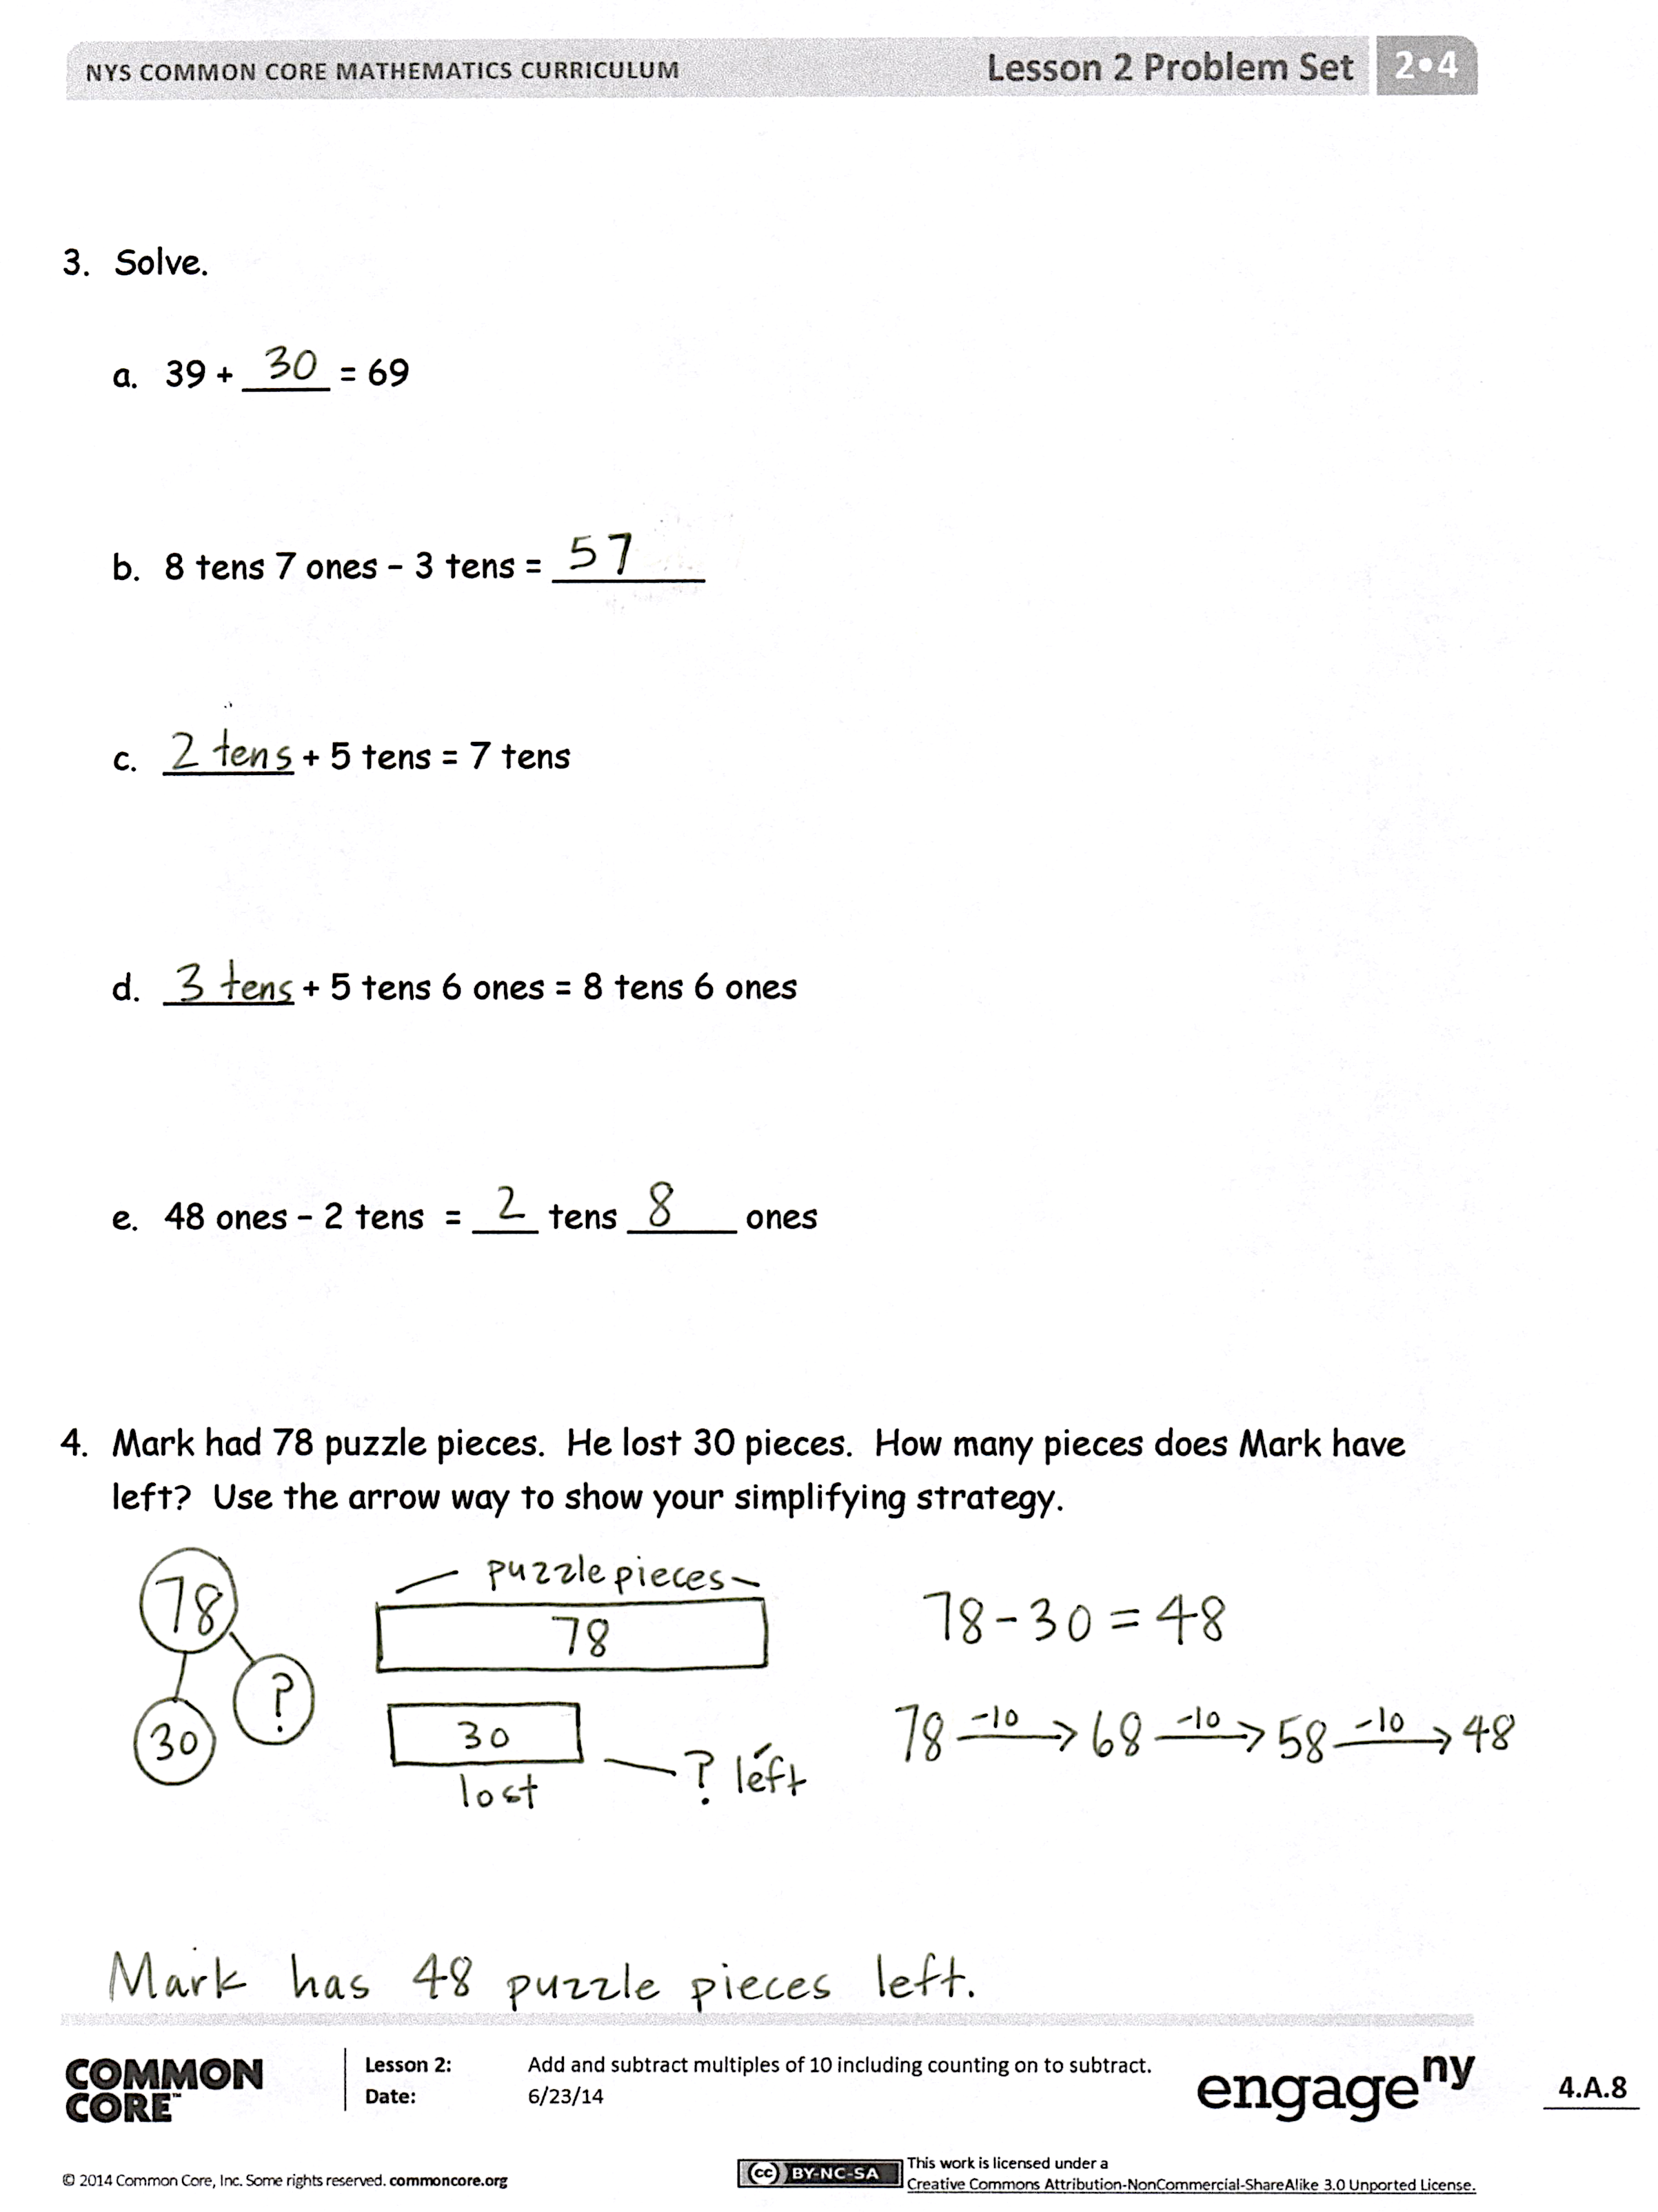 NYS COMMON CORE MATHEMATICS CURRICULUM Lesson 2 Problem Set 2•4
3. Solve.
a. 39 + 30 = 69
b. 8 tens 7 ones – 3 tens = 57
c. 2 tens + 5 tens = 7 tens
d. 3 tens + 5 tens 6 ones = 8 tens 6 ones
e. 48 ones – 2 tens = 2 tens 8 ones
4. Mark had 78 puzzle pieces. He lost 30 pieces. How many pieces does Mark have
left? Use the arrow way to show your simplifying strategy.
78
30
?
puzzle pieces
78
30
lost
? left
78 - 30 = 48
78 -10→ 68 -10→ 58 -10→ 48
Mark has 48 puzzle pieces left.
COMMON
CORE™
Lesson 2: Add and subtract multiples of 10 including counting on to subtract.
Date: 6/23/14
engage ny
4.A.8
© 2014 Common Core, Inc. Some rights reserved. commoncore.org
cc BY-NC-SA
This work is licensed under a
Creative Commons Attribution-NonCommercial-ShareAlike 3.0 Unported License.